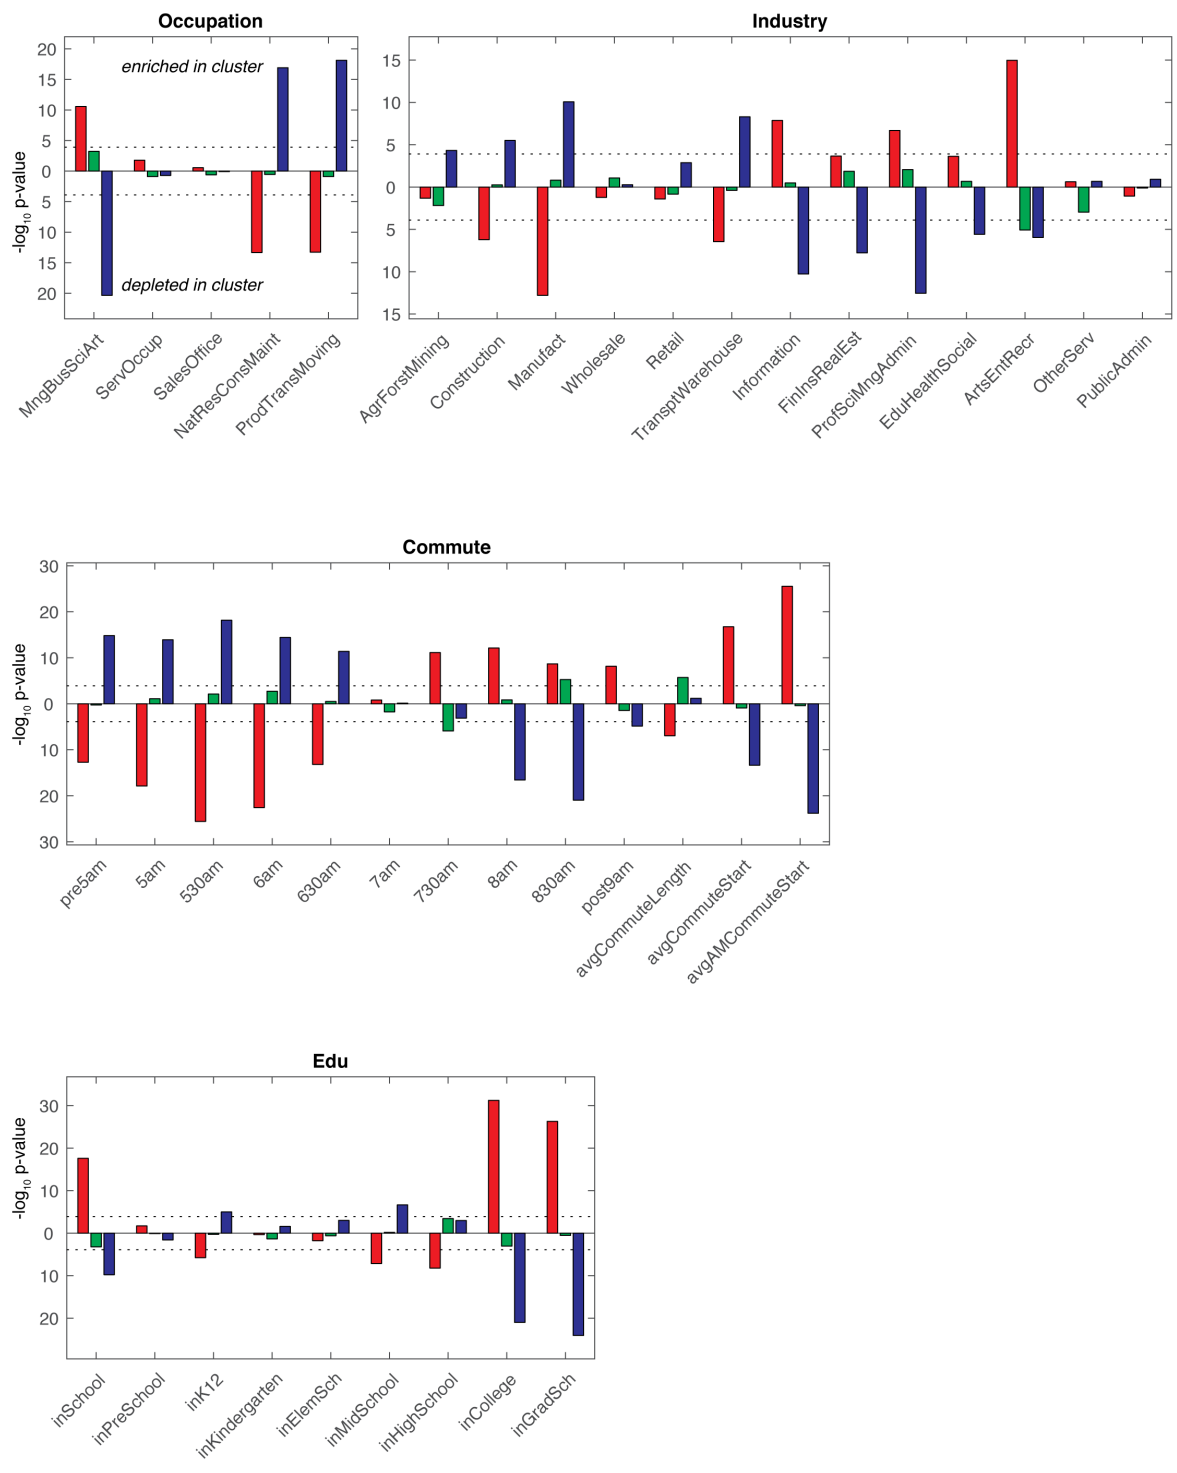 Occupation
Industry
-log10 p-value
20
15
10
5
0
5
10
15
20
enriched in cluster
depleted in cluster
MngBusSciArt
ServOccup
SalesOffice
NatResConsMaint
ProdTransMoving
15
10
5
0
5
10
15
AgrForstMining
Construction
Manufact
Wholesale
Retail
TransptWarehouse
Information
FinInsRealEst
ProfSciMngAdmin
EduHealthSocial
ArtsEntRecr
OtherServ
PublicAdmin
Commute
-log10 p-value
30
20
10
0
10
20
30
pre5am
5am
530am
6am
630am
7am
730am
8am
830am
post9am
avgCommuteLength
avgCommuteStart
avgAMCommuteStart
Edu
-log10 p-value
30
20
10
0
10
20
inSchool
inPreSchool
inK12
inKindergarten
inElemSch
inMidSchool
inHighSchool
inCollege
inGradSch